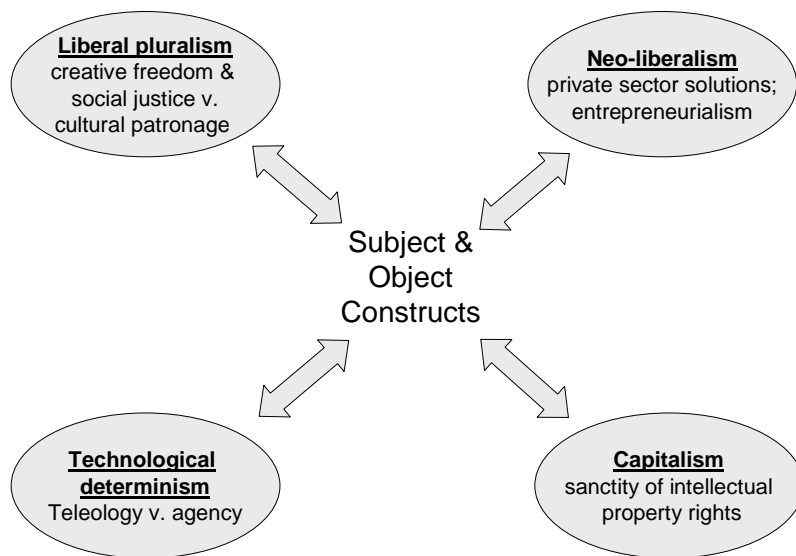 Liberal pluralism
creative freedom &
social justice v.
cultural patronage
Neo-liberalism
private sector solutions;
entrepreneurialism
Subject &
Object
Constructs
Technological
determinism
Teleology v. agency
Capitalism
sanctity of intellectual
property rights